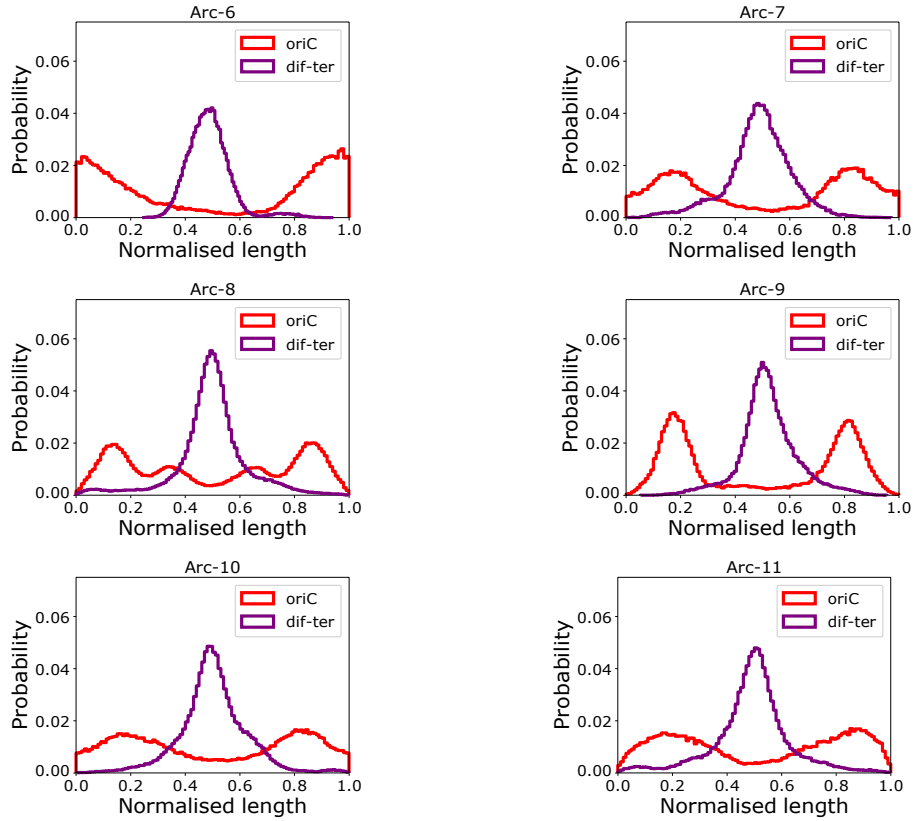 Arc-6
Probability
0.06
0.04
0.02
0.00
oriC
dif-ter
0.0 0.2 0.4 0.6 0.8 1.0
Normalised length
Arc-7
Probability
0.06
0.04
0.02
0.00
oriC
dif-ter
0.0 0.2 0.4 0.6 0.8 1.0
Normalised length
Arc-8
Probability
0.06
0.04
0.02
0.00
oriC
dif-ter
0.0 0.2 0.4 0.6 0.8 1.0
Normalised length
Arc-9
Probability
0.06
0.04
0.02
0.00
oriC
dif-ter
0.0 0.2 0.4 0.6 0.8 1.0
Normalised length
Arc-10
Probability
0.06
0.04
0.02
0.00
oriC
dif-ter
0.0 0.2 0.4 0.6 0.8 1.0
Normalised length
Arc-11
Probability
0.06
0.04
0.02
0.00
oriC
dif-ter
0.0 0.2 0.4 0.6 0.8 1.0
Normalised length